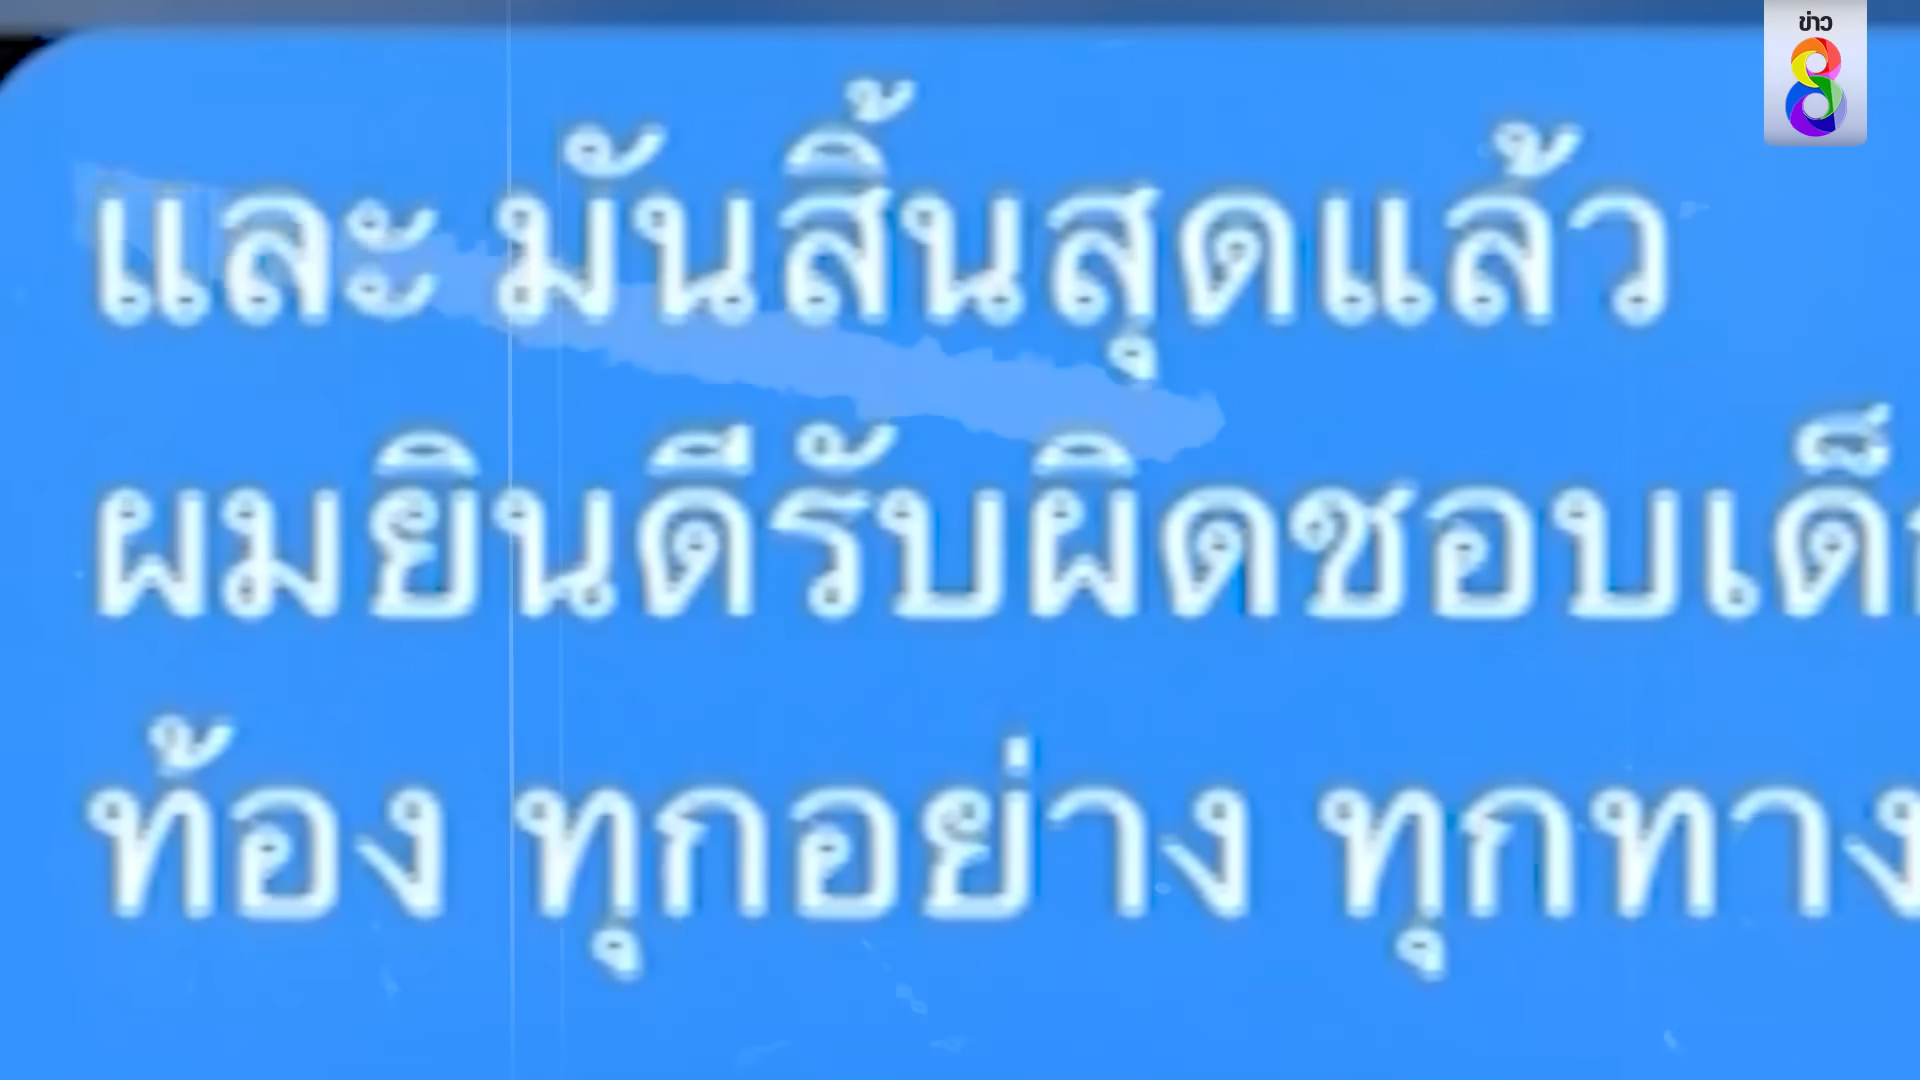 ข่าว
8
และ มันสิ้นสุดแล้ว
ผมยินดีรับผิดชอบ
ท้อง ทุกอย่าง ทุกทาง